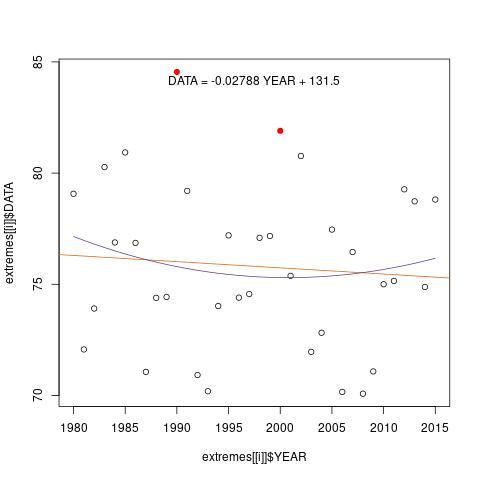 DATA = -0.02788 YEAR + 131.5
85
80
75
70
extremes[[i]]$DATA
1980 1985 1990 1995 2000 2005 2010 2015
extremes[[i]]$YEAR